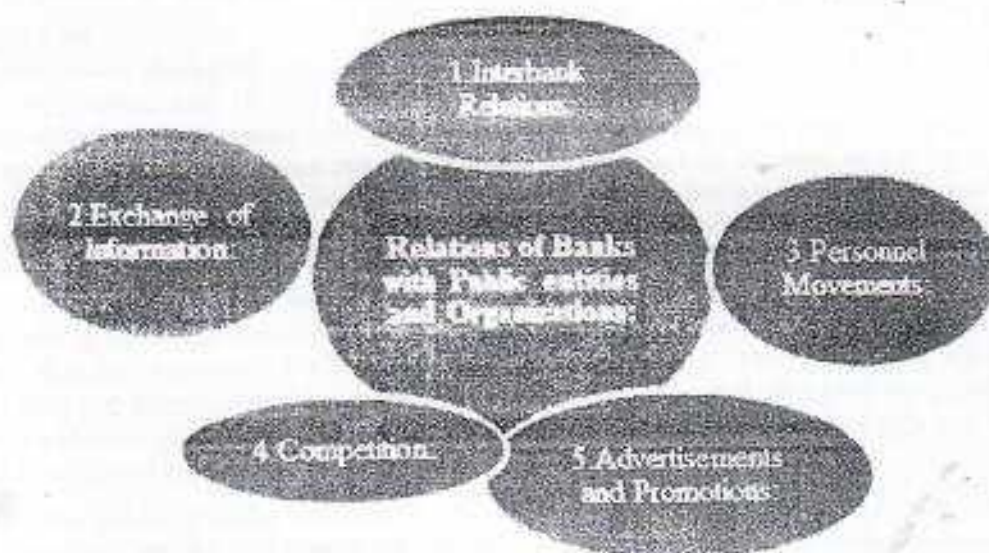 1.Interbank
Relations:
2.Exchange of
Information:
Relations of Banks
with Public entities
and Organizations:
3.Personnel
Movements:
4.Competition:
5.Advertisements
and Promotions: